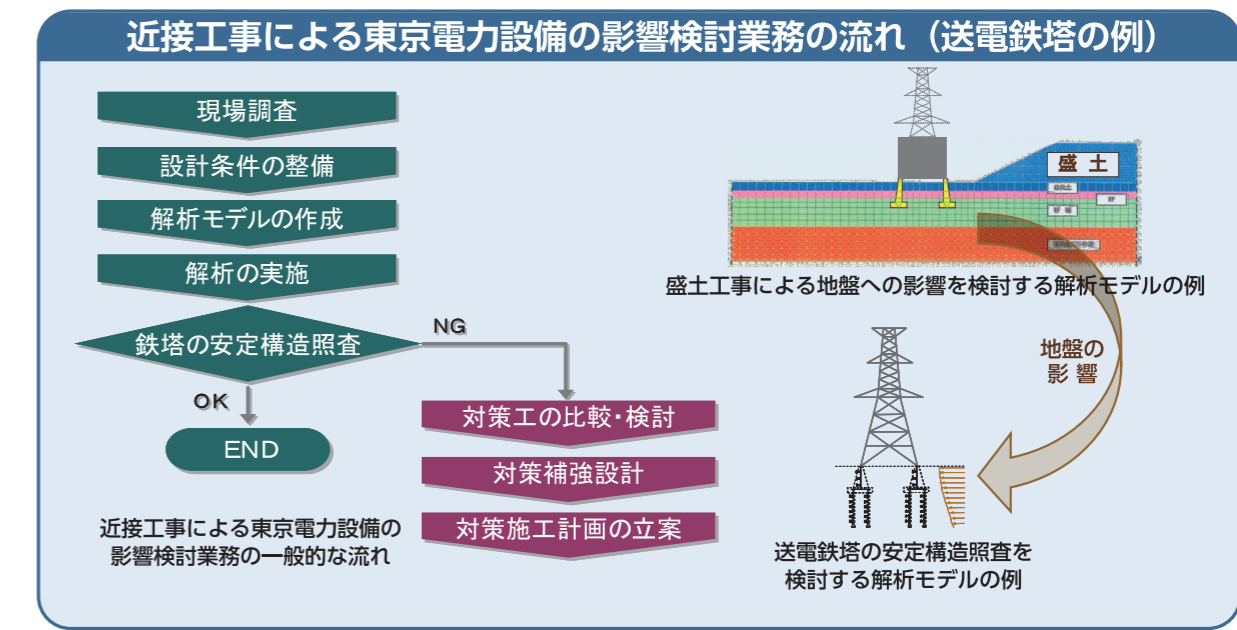 近接工事による東京電力設備の影響検討業務の流れ（送電鉄塔の例）
現場調査
設計条件の整備
解析モデルの作成
解析の実施
鉄塔の安定構造照査
NG
OK
END
対策工の比較・検討
対策補強設計
対策施工計画の立案
近接工事による東京電力設備の
影響検討業務の一般的な流れ
盛 土
盛土工事による地盤への影響を検討する解析モデルの例
地盤の
影 響
送電鉄塔の安定構造照査を
検討する解析モデルの例